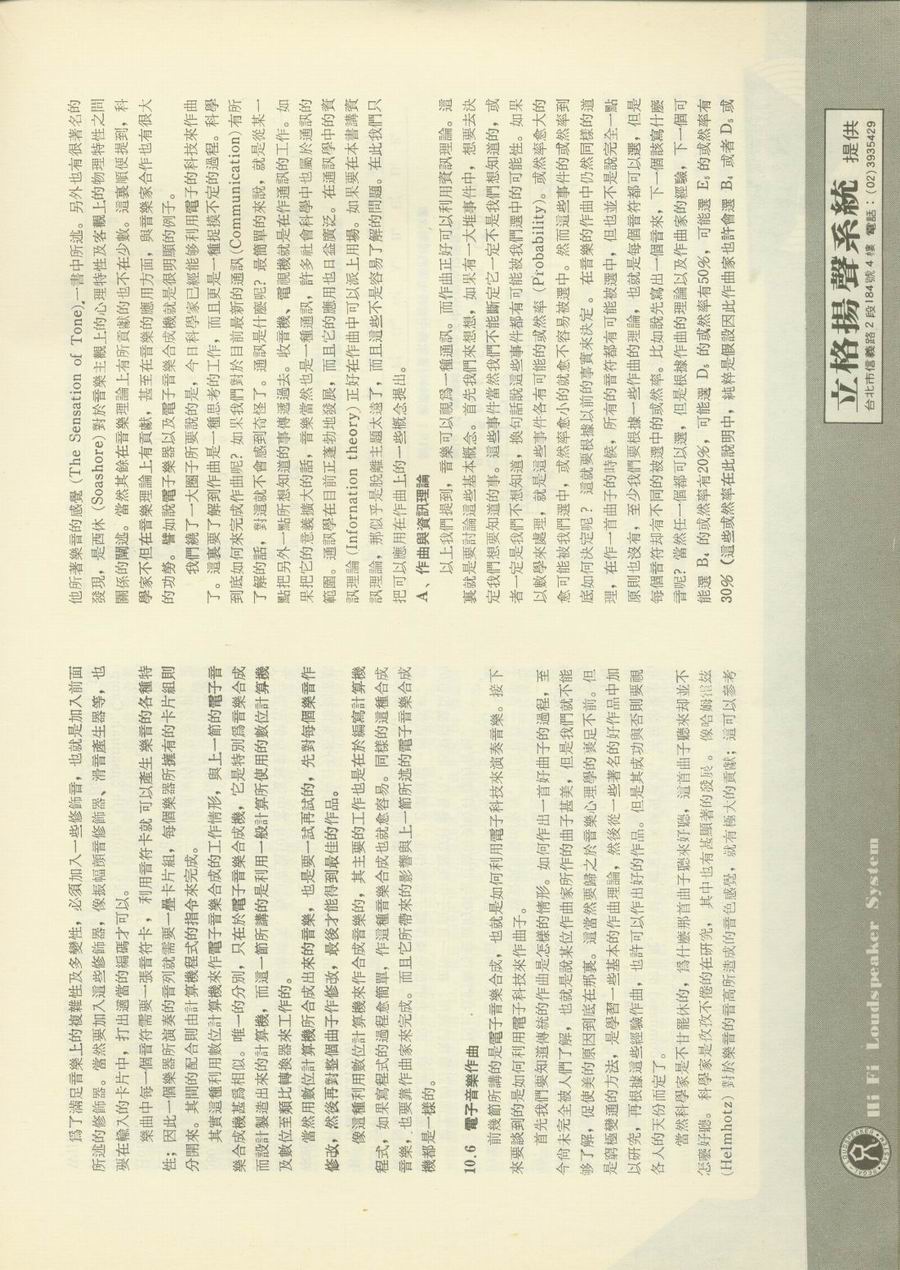 爲了滿足音樂上的複雜性及多變性，必須加入一些修飾音，也就是加入前面
所述的修飾器。當然要加入這些修飾器，像振幅顫音修飾器、滑音產生器等，也
要在輸入的卡片中，打出適當的編碼才可以。
樂曲中每一個音符需要一張音符卡，利用音符卡就可以產生樂音的各種特
性；因此一個樂器所演奏的音列就需要一疊卡片組，每個樂器所擁有的卡片組則
分開來。其間的配合則由計算機程式的指令來完成。
其實這種利用數位計算機來作電子音樂合成的工作情形，與上一節的電子音
樂合成機甚爲相似。唯一的分別，只在於電子音樂合成機，它是特別爲音樂合成
而設計製造出來的計算機，而這一節所講的是利用一般計算所使用的數位計算機
及數位至類比轉換器來工作的。
當然用數位計算機所合成出來的音樂，也是要一試再試的，先對每個樂音作
修改，然後再對整個曲子作修改，最後才能得到最佳的作品。
像這種利用數位計算機來作合成音樂的，其主要的工作也是在於編寫計算機
程式，如果寫程式的過程愈簡單，作這種音樂合成也就愈容易。同樣的這種合成
音樂，也要靠作曲家來完成。而且它所帶來的影響與上一節所述的電子音樂合成
機都是一樣的。
10.6 電子音樂作曲
前幾節所講的是電子音樂合成，也就是如何利用電子科技來演奏音樂。接下
來要談到的是如何利用電子科技來作曲子。
首先我們要知道傳統的作曲是怎樣的情形。如何作出一首好曲子的過程，至
今尙未完全被人們了解，也就是說某位作曲家所作的曲子甚美，但是我們就不能
够了解，促使美的原因到底在那裏。這當然要歸之於音樂心理學的裹足不前。但
是窮極變通的方法，是學習一些基本的作曲理論，然後從一些著名的好作品中加
以研究，再根據這些經驗作曲，也許可以作出好的作品。但是其成功與否則要視
各人的天份而定了。
當然科學家是不甘罷休的，爲什麼那首曲子聽來好聽，這首曲子聽來却並不
怎麼好聽。科學家是孜孜不倦的在研究，其中也有甚顯著的發展。像哈姆霍玆
(Helmhotz) 對於樂音的音高所造成的音色感覺，就有極大的貢獻；這可以參考
他所著樂音的感覺 (The Sensation of Tone)一書中所述。另外也有很著名的
發現，是西休 (Soashore) 對於音樂主觀上的心理特性及客觀上的物理特性之間
關係的闡述。當然其餘在音樂理論上有所貢獻的也不在少數。這裏順便提到，科
學家不但在音樂理論上有貢獻，甚至在音樂的應用方面，與音樂家合作也有很大
的功勞。譬如說電子樂器以及電子音樂合成機就是很明顯的例子。
我們繞了一大圈子所要說的是，今日科學家已經能够利用電子的科技來作曲
了。這裏要了解到作曲是一種思考的工作，而且更是一種捉摸不定的過程。科學
到底如何來完成作曲呢？如果我們對於目前最新的通訊 (Communication) 有所
了解的話，對這就不會感到奇怪了。通訊是什麼呢？最簡單的來說，就是從某一
點把另外一點所想知道的事傳遞過去。收音機、電視機就是在作通訊的工作。如
果把它的意義擴大的話，音樂當然也是一種通訊，許多社會科學中也屬於通訊的
範圍。通訊學在目前正蓬勃地發展，而且它的應用也日益廣泛。在通訊學中的資
訊理論 (Infornation theory) 正好在作曲中可以派上用場。如果要在本書講資
訊理論，那似乎是脫離主題太遠了，而且這些不是容易了解的問題。在此我們只
把可以應用在作曲上的一些概念提出。
A、作曲與資訊理論
以上我們提到，音樂可以視爲一種通訊。而作曲正好可以利用資訊理論。這
裏就是要討論這些基本概念。首先我們來想想，如果有一大堆事件中，想要去決
定我們想要知道的事。這些事件當然我們不能斷定它一定不是我們想知道的，或
者一定是我們不想知道，換句話說這些事件都有可能被我們選中的可能性。如果
以數學來處理，就是這些事件各有可能的或然率 (Probability)。或然率愈大的
愈可能被我們選中，或然率愈小的就愈不容易被選中。然而這些事件的或然率到
底如何決定呢？這就要根據以前的事實來決定。在音樂的作曲中仍然同樣的道
理，在作一首曲子的時候，所有的音符都有可能被選中，但也並不是說完全一點
原則也沒有，至少我們要根據一些作曲的理論，也就是每個音符都可以選，但是
每個音符却有不同的被選中的或然率。比如說先寫出一個音來，下一個該寫什麼
音呢？當然任一個都可以選，但是根據作曲的理論以及作曲家的經驗，下一個可
能選 B₄ 的或然率有20%，可能選 D₅ 的或然率有50%，可能選 E₅ 的或然率有
30%（這些或然率在此說明中，純粹是假設因此作曲家也許會選 B₄ 或者 D₅ 或
Hi Fi Loudspeaker System
立格揚聲系統 提供
台北市信義路2段184號4樓 電話：(02)3935429